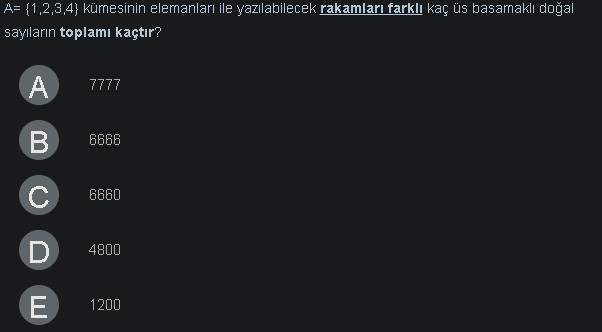 A= {1,2,3,4} kümesinin elemanları ile yazılabilecek rakamları farklı kaç üs basamaklı doğal
sayıların toplamı kaçtır?
A 7777
B 6666
C 6660
D 4800
E 1200